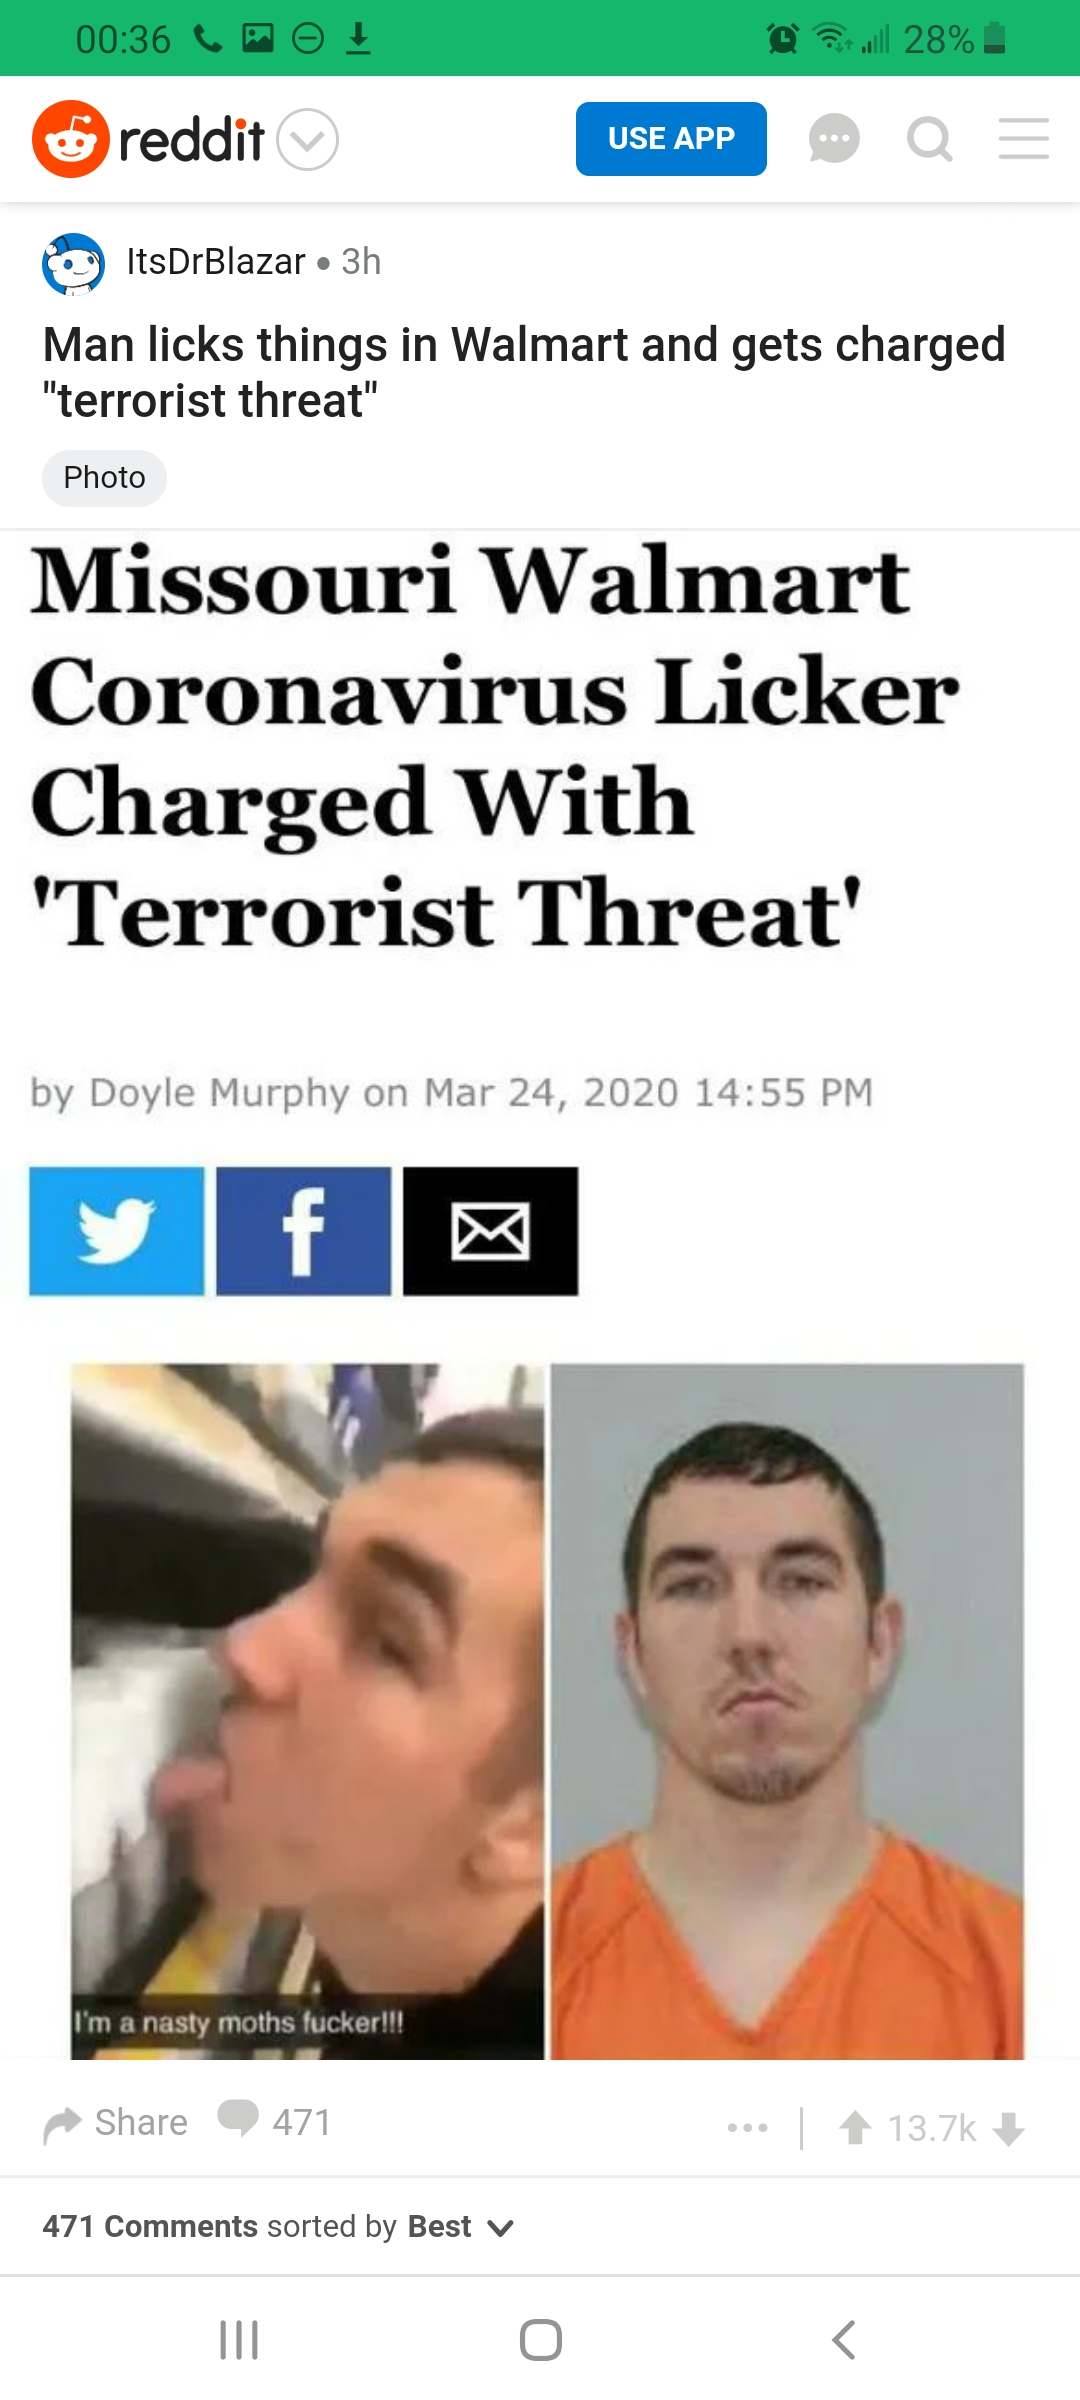 00:36
28%
reddit
USE APP
ItsDrBlazar • 3h
Man licks things in Walmart and gets charged
"terrorist threat"
Photo
Missouri Walmart
Coronavirus Licker
Charged With
'Terrorist Threat'
by Doyle Murphy on Mar 24, 2020 14:55 PM
f
I'm a nasty moths fucker!!!
Share
471
13.7k
471 Comments sorted by Best